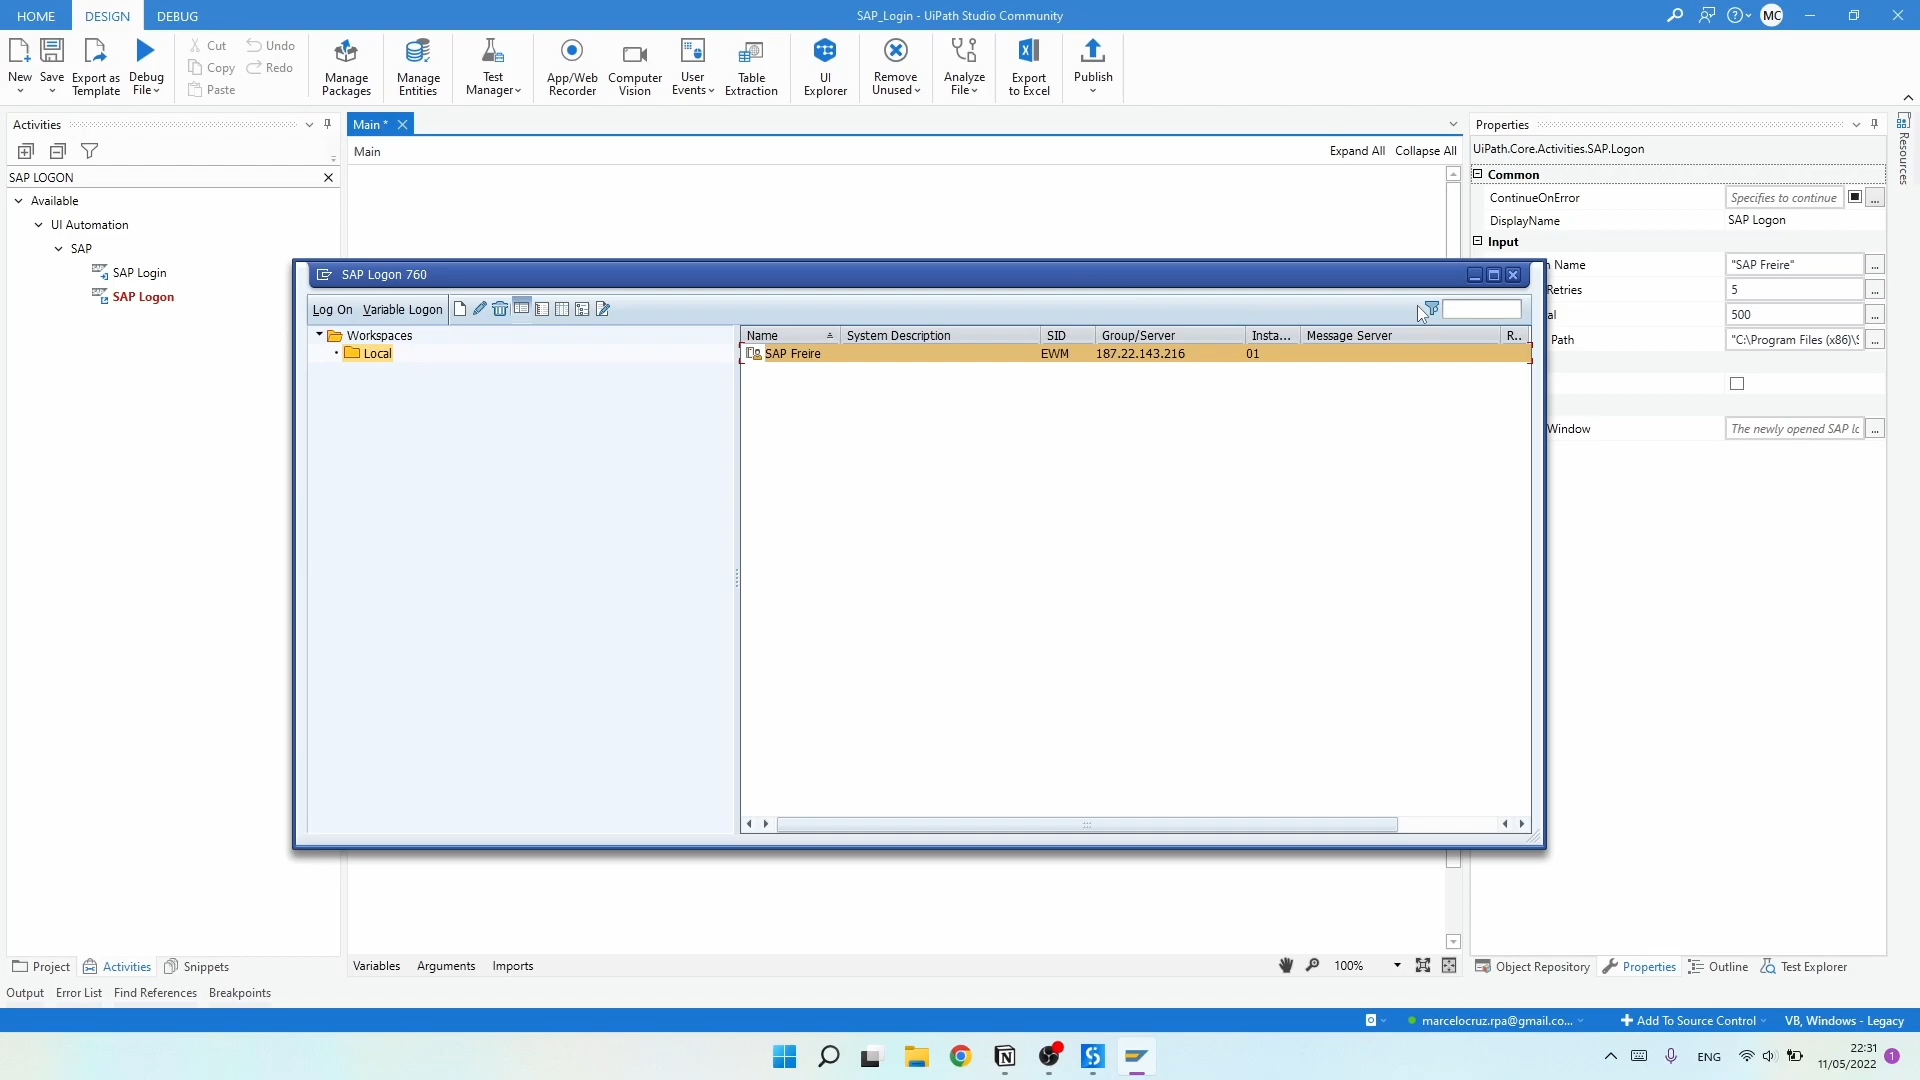 HOME DESIGN DEBUG
SAP_Login - UiPath Studio Community
MC
New Save Export as Template Debug File
Cut Copy Paste Undo Redo
Manage Packages
Manage Entities
Test Manager
App/Web Recorder
Computer Vision
User Events
Table Extraction
UI Explorer
Remove Unused
Analyze File
Export to Excel
Publish
Activities
SAP LOGON
Available
UI Automation
SAP
SAP Login
SAP Logon
Main *
Main
Expand All Collapse All
Properties
UiPath.Core.Activities.SAP.Logon
Common
ContinueOnError Specifies to continue ...
DisplayName SAP Logon
Input
Name "SAP Freire" ...
Retries 5 ...
al 500 ...
Path "C:\Program Files (x86)\S ...
Window The newly opened SAP lo ...
Resources
SAP Logon 760
Log On Variable Logon
Workspaces
Local
Name System Description SID Group/Server Insta... Message Server R..
SAP Freire EWM 187.22.143.216 01
Project Activities Snippets
Variables Arguments Imports
100%
Object Repository Properties Outline Test Explorer
Output Error List Find References Breakpoints
marcelocruz.rpa@gmail.co...
Add To Source Control
VB, Windows - Legacy
ENG
22:31
11/05/2022
1